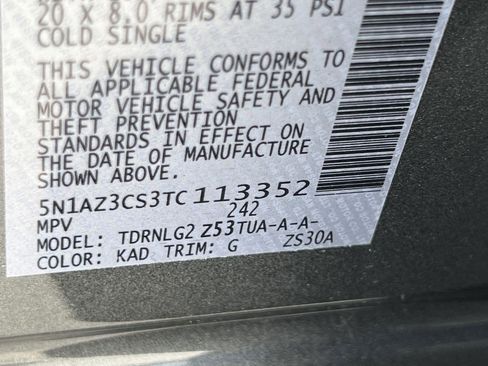 20 X 8.0 RIMS AT 35 PSI
COLD SINGLE
THIS VEHICLE CONFORMS TO
ALL APPLICABLE FEDERAL
MOTOR VEHICLE SAFETY AND
THEFT PREVENTION
STANDARDS IN EFFECT ON
THE DATE OF MANUFACTURE
SHOWN ABOVE.
5N1AZ3CS3TC113352
MPV 242
MODEL: TDRNLG2 Z53TUA-A-A-
COLOR: KAD TRIM: G ZS30A